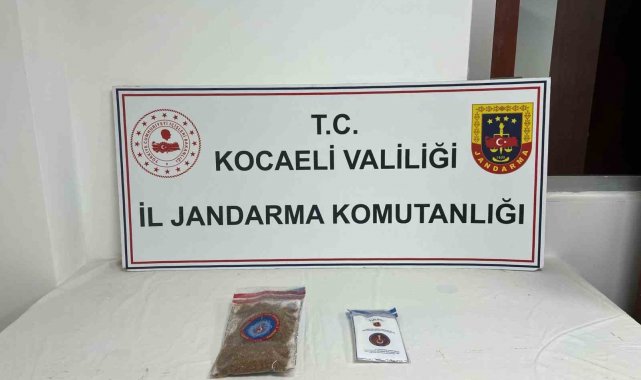 T.C.
KOCAELİ VALİLİĞİ
İL JANDARMA KOMUTANLIĞI
JANDARMA